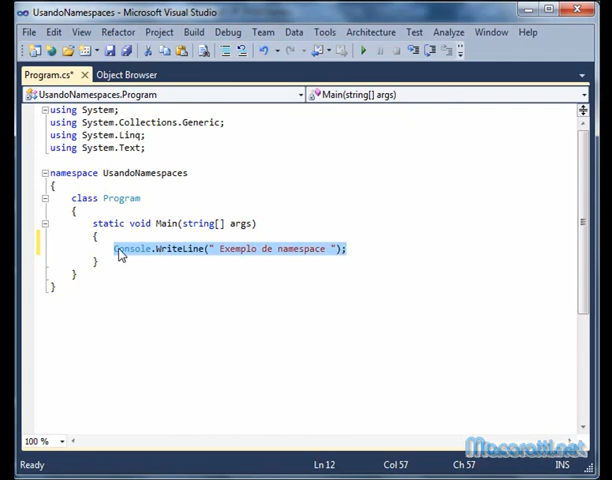 UsandoNamespaces - Microsoft Visual Studio
File Edit View Refactor Project Build Debug Team Data Tools Architecture Test Analyze Window Help
Program.cs* Object Browser
UsandoNamespaces.Program Main(string[] args)
using System;
using System.Collections.Generic;
using System.Linq;
using System.Text;
namespace UsandoNamespaces
{
class Program
{
static void Main(string[] args)
{
Console.WriteLine(" Exemplo de namespace ");
}
}
}
100 %
Macoratti.net
Ready Ln 12 Col 57 Ch 57 INS